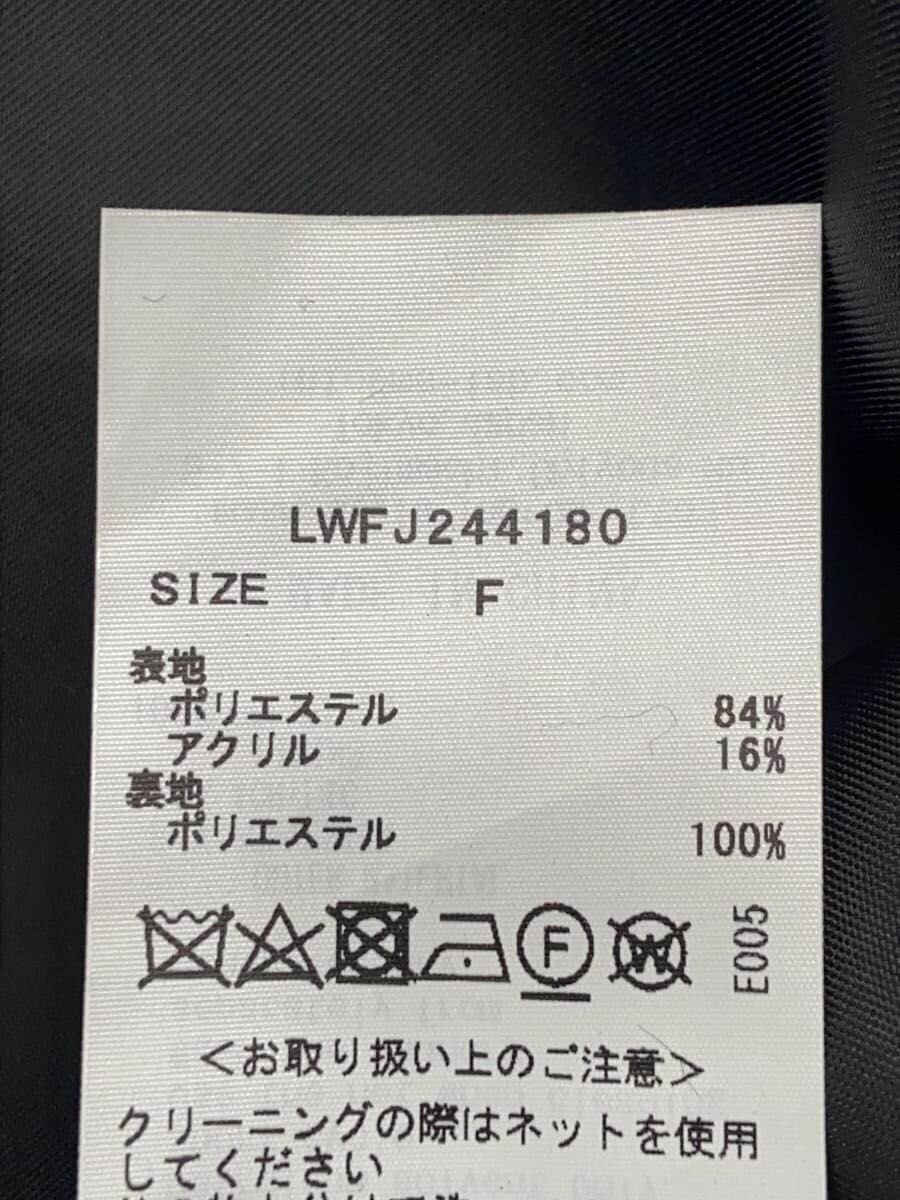 LWFJ244180
SIZE F
表地
ポリエステル 84%
アクリル 16%
裏地
ポリエステル 100%
F W E005
<お取り扱い上のご注意>
クリーニングの際はネットを使用
してください